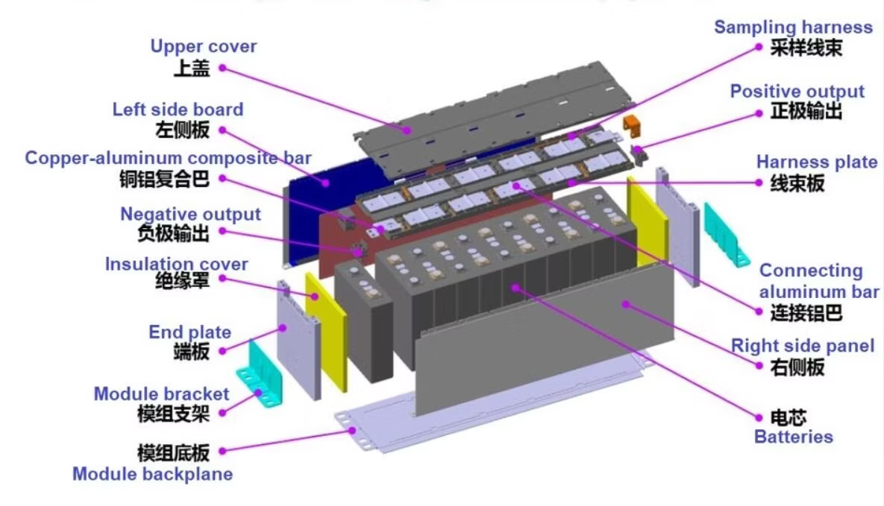 Upper cover
上盖
Left side board
左侧板
Copper-aluminum composite bar
铜铝复合巴
Negative output
负极输出
Insulation cover
绝缘罩
End plate
端板
Module bracket
模组支架
模组底板
Module backplane
Sampling harness
采样线束
Positive output
正极输出
Harness plate
线束板
Connecting
aluminum bar
连接铝巴
Right side panel
右侧板
电芯
Batteries